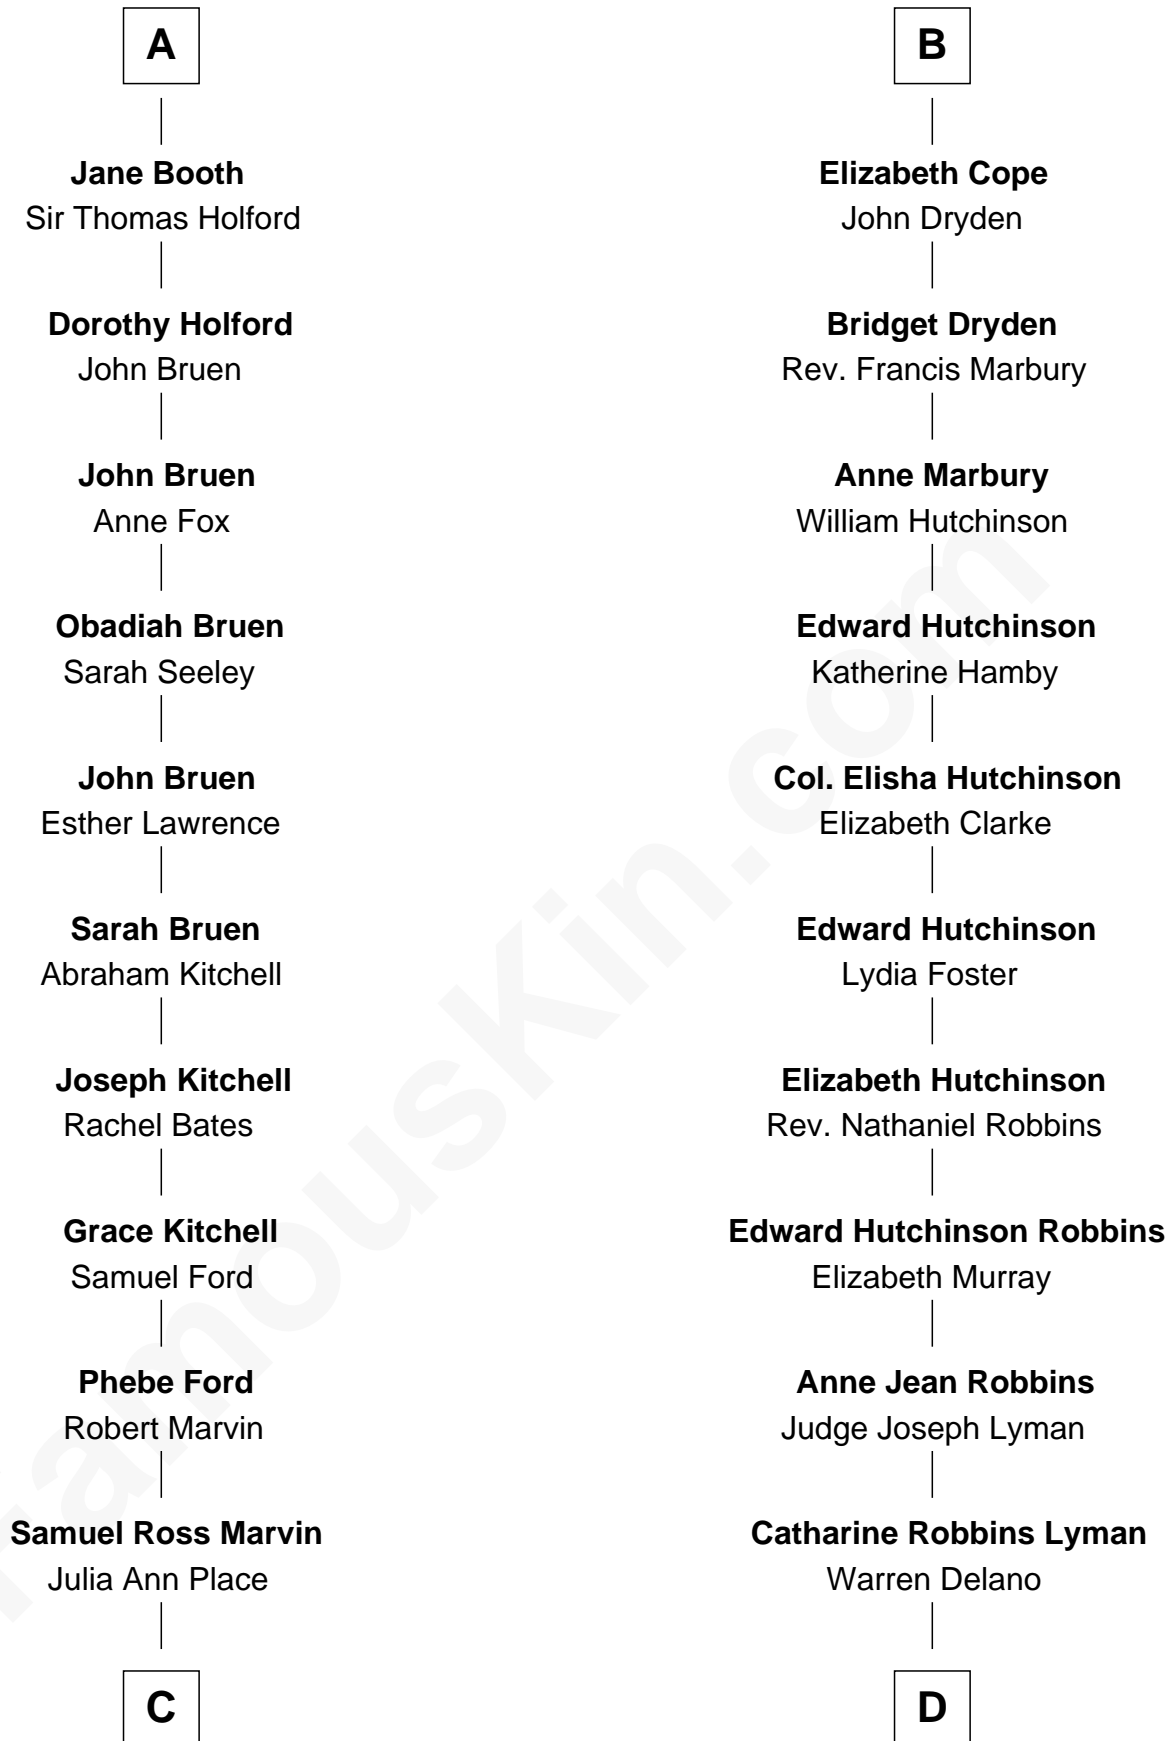 A
Jane Booth
Sir Thomas Holford
Dorothy Holford
John Bruen
John Bruen
Anne Fox
Obadiah Bruen
Sarah Seeley
John Bruen
Esther Lawrence
Sarah Bruen
Abraham Kitchell
Joseph Kitchell
Rachel Bates
Grace Kitchell
Samuel Ford
Phebe Ford
Robert Marvin
Samuel Ross Marvin
Julia Ann Place
C
B
Elizabeth Cope
John Dryden
Bridget Dryden
Rev. Francis Marbury
Anne Marbury
William Hutchinson
Edward Hutchinson
Katherine Hamby
Col. Elisha Hutchinson
Elizabeth Clarke
Edward Hutchinson
Lydia Foster
Elizabeth Hutchinson
Rev. Nathaniel Robbins
Edward Hutchinson Robbins
Elizabeth Murray
Anne Jean Robbins
Judge Joseph Lyman
Catharine Robbins Lyman
Warren Delano
D
FamousKin.com